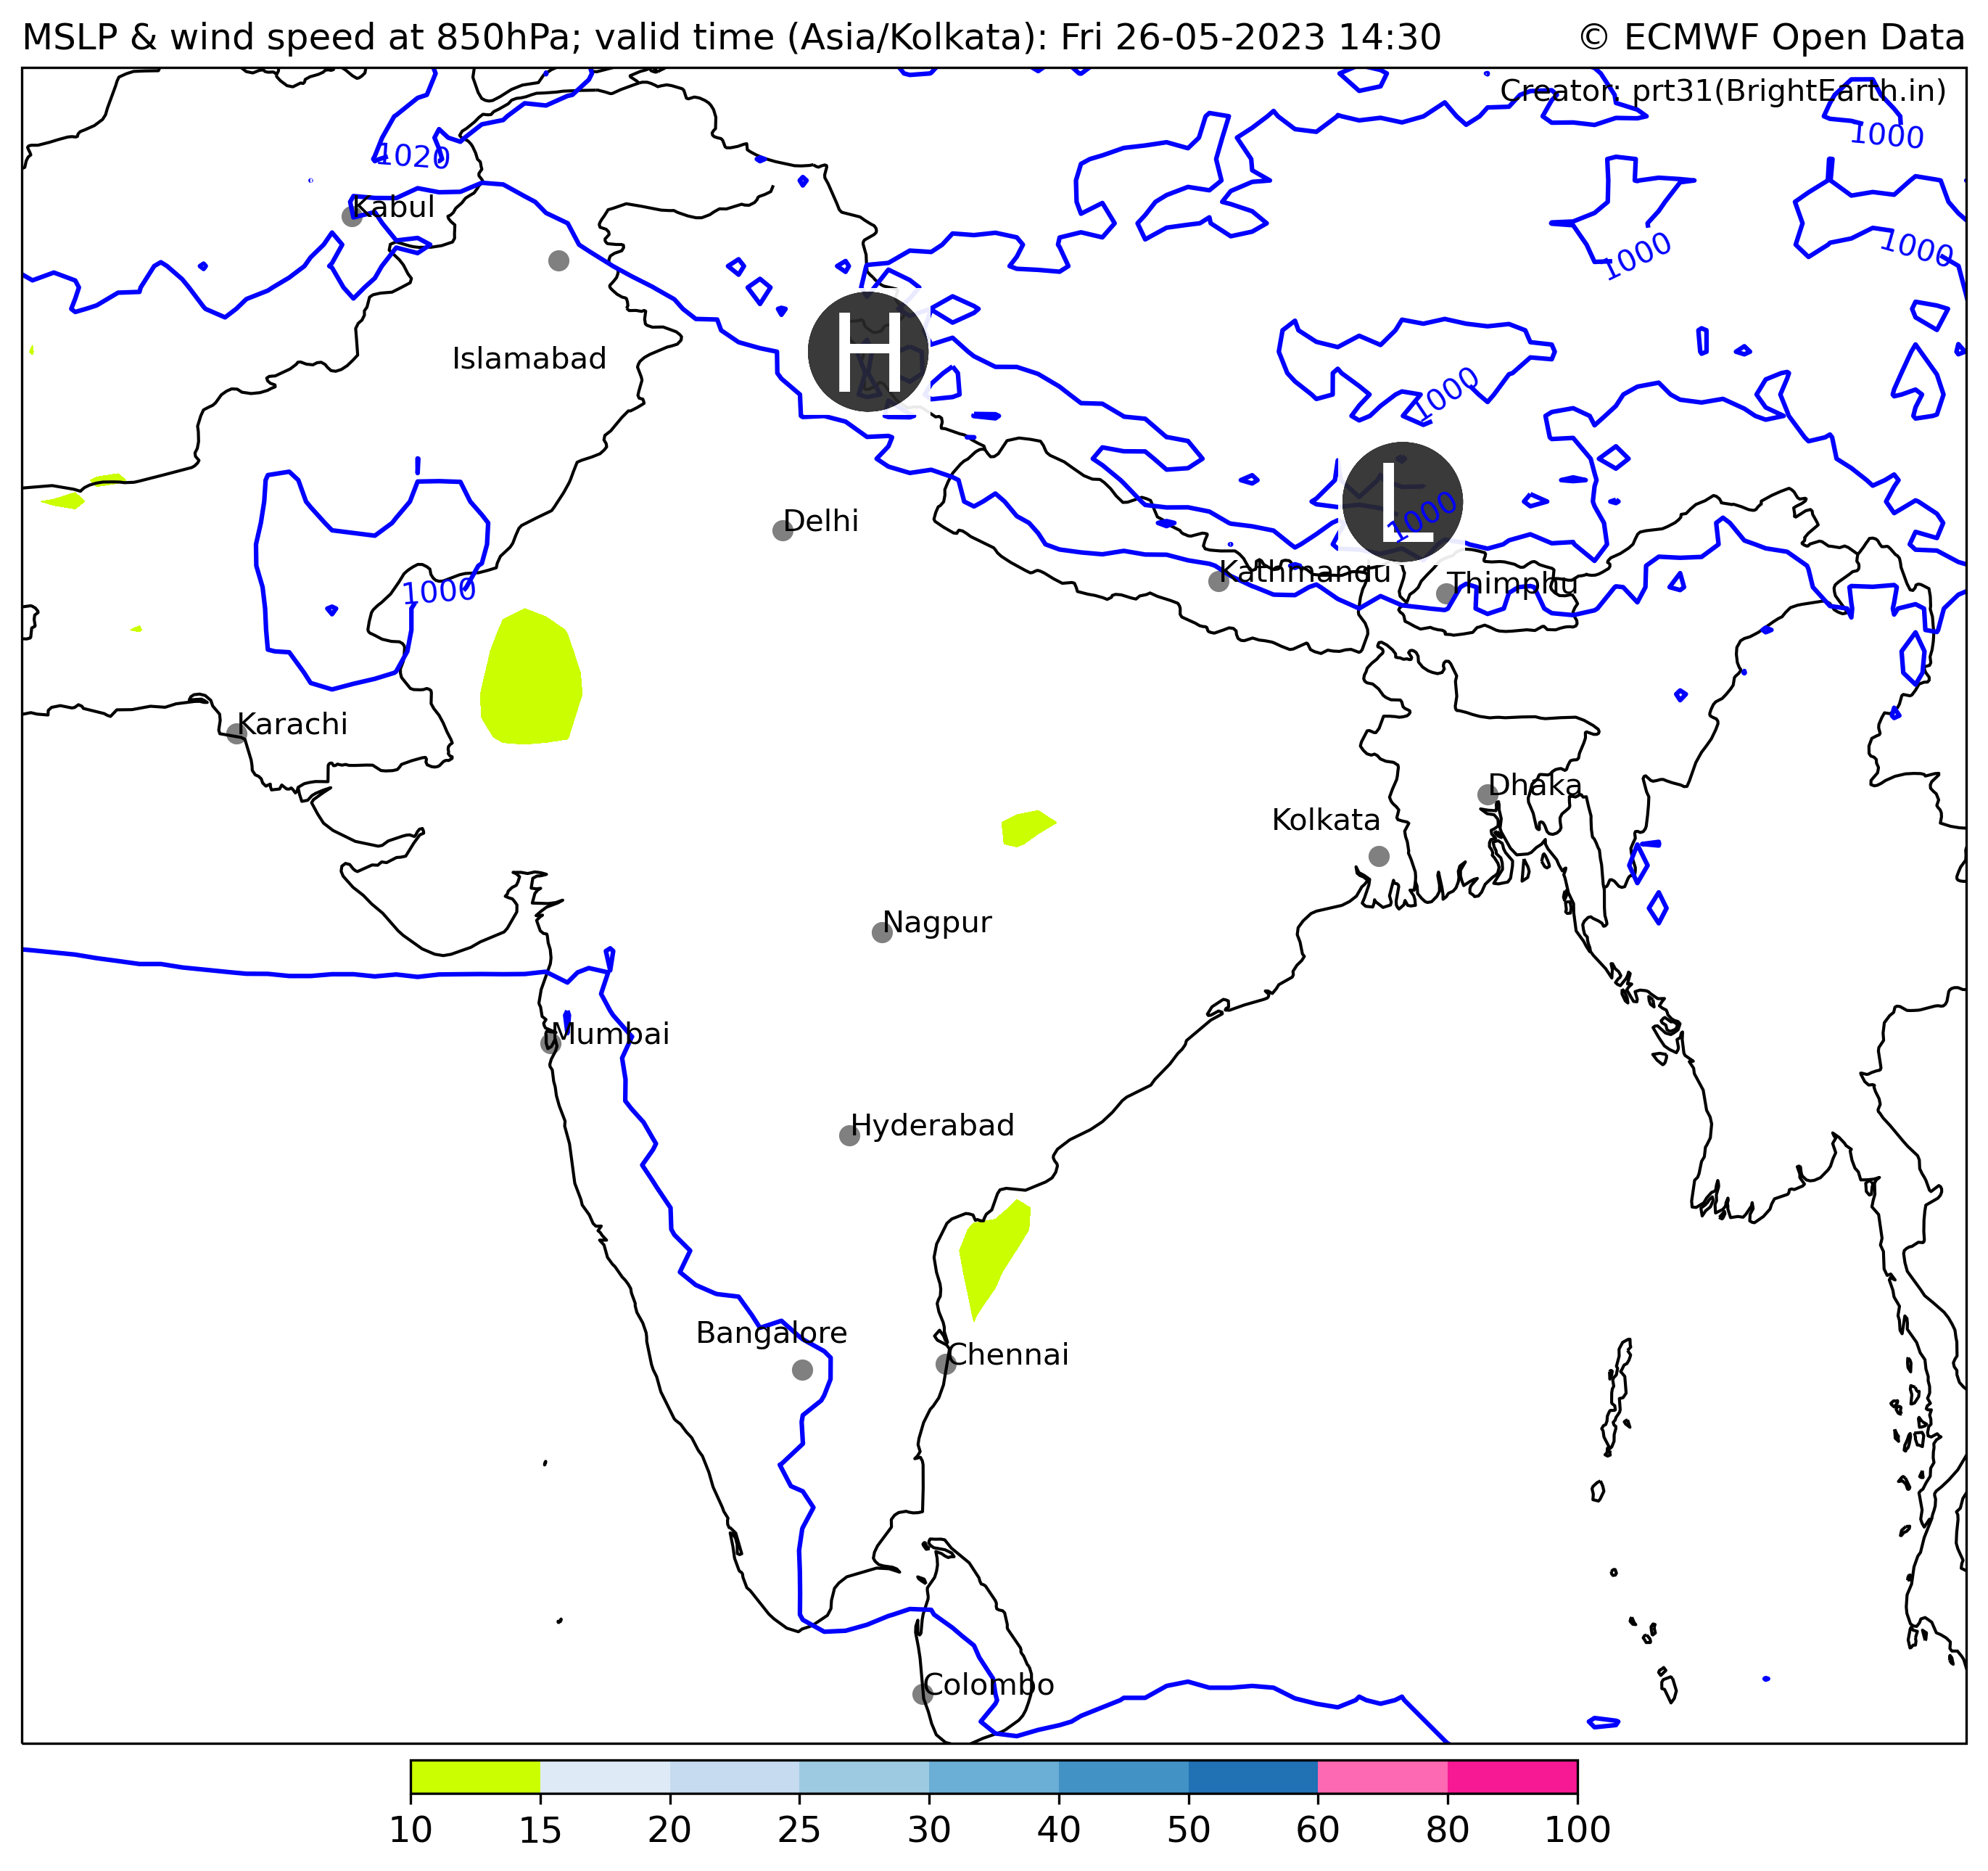 MSLP & wind speed at 850hPa; valid time (Asia/Kolkata): Fri 26-05-2023 14:30
© ECMWF Open Data
Creator: prt31(BrightEarth.in)
1000
1020
Kabul
1000
1000
H
Islamabad
1000
L
1000
Delhi
Kathmandu
Thimphu
1000
Karachi
Dhaka
Kolkata
Nagpur
Mumbai
Hyderabad
Bangalore
Chennai
Colombo
10 15 20 25 30 40 50 60 80 100